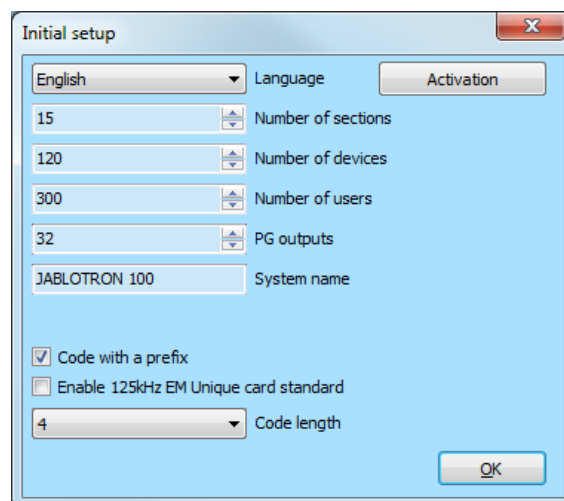 Initial setup
English Language Activation
15 Number of sections
120 Number of devices
300 Number of users
32 PG outputs
JABLOTRON 100 System name
Code with a prefix
Enable 125kHz EM Unique card standard
4 Code length
OK